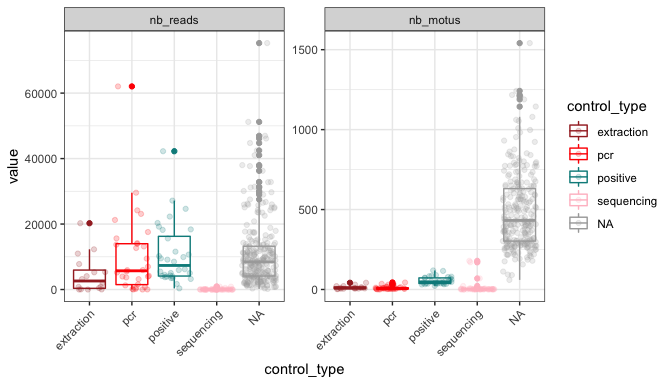 nb_reads
nb_motus
value
60000
40000
20000
0
1500
1000
500
0
extraction
pcr
positive
sequencing
NA
extraction
pcr
positive
sequencing
NA
control_type
control_type
extraction
pcr
positive
sequencing
NA